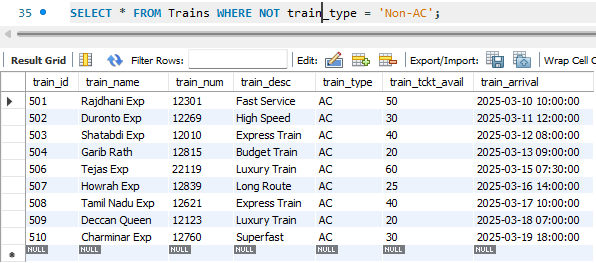 35 SELECT * FROM Trains WHERE NOT train_type = 'Non-AC';
Result Grid Filter Rows: Edit: Export/Import: Wrap Cell C
train_id train_name train_num train_desc train_type train_tckt_avail train_arrival
501 Rajdhani Exp 12301 Fast Service AC 50 2025-03-10 10:00:00
502 Duronto Exp 12269 High Speed AC 30 2025-03-11 12:00:00
503 Shatabdi Exp 12010 Express Train AC 40 2025-03-12 08:00:00
504 Garib Rath 12815 Budget Train AC 20 2025-03-13 09:00:00
506 Tejas Exp 22119 Luxury Train AC 60 2025-03-15 07:30:00
507 Howrah Exp 12839 Long Route AC 25 2025-03-16 14:00:00
508 Tamil Nadu Exp 12621 Express Train AC 40 2025-03-17 10:00:00
509 Deccan Queen 12123 Luxury Train AC 20 2025-03-18 07:00:00
510 Charminar Exp 12760 Superfast AC 30 2025-03-19 18:00:00
NULL NULL NULL NULL NULL NULL NULL